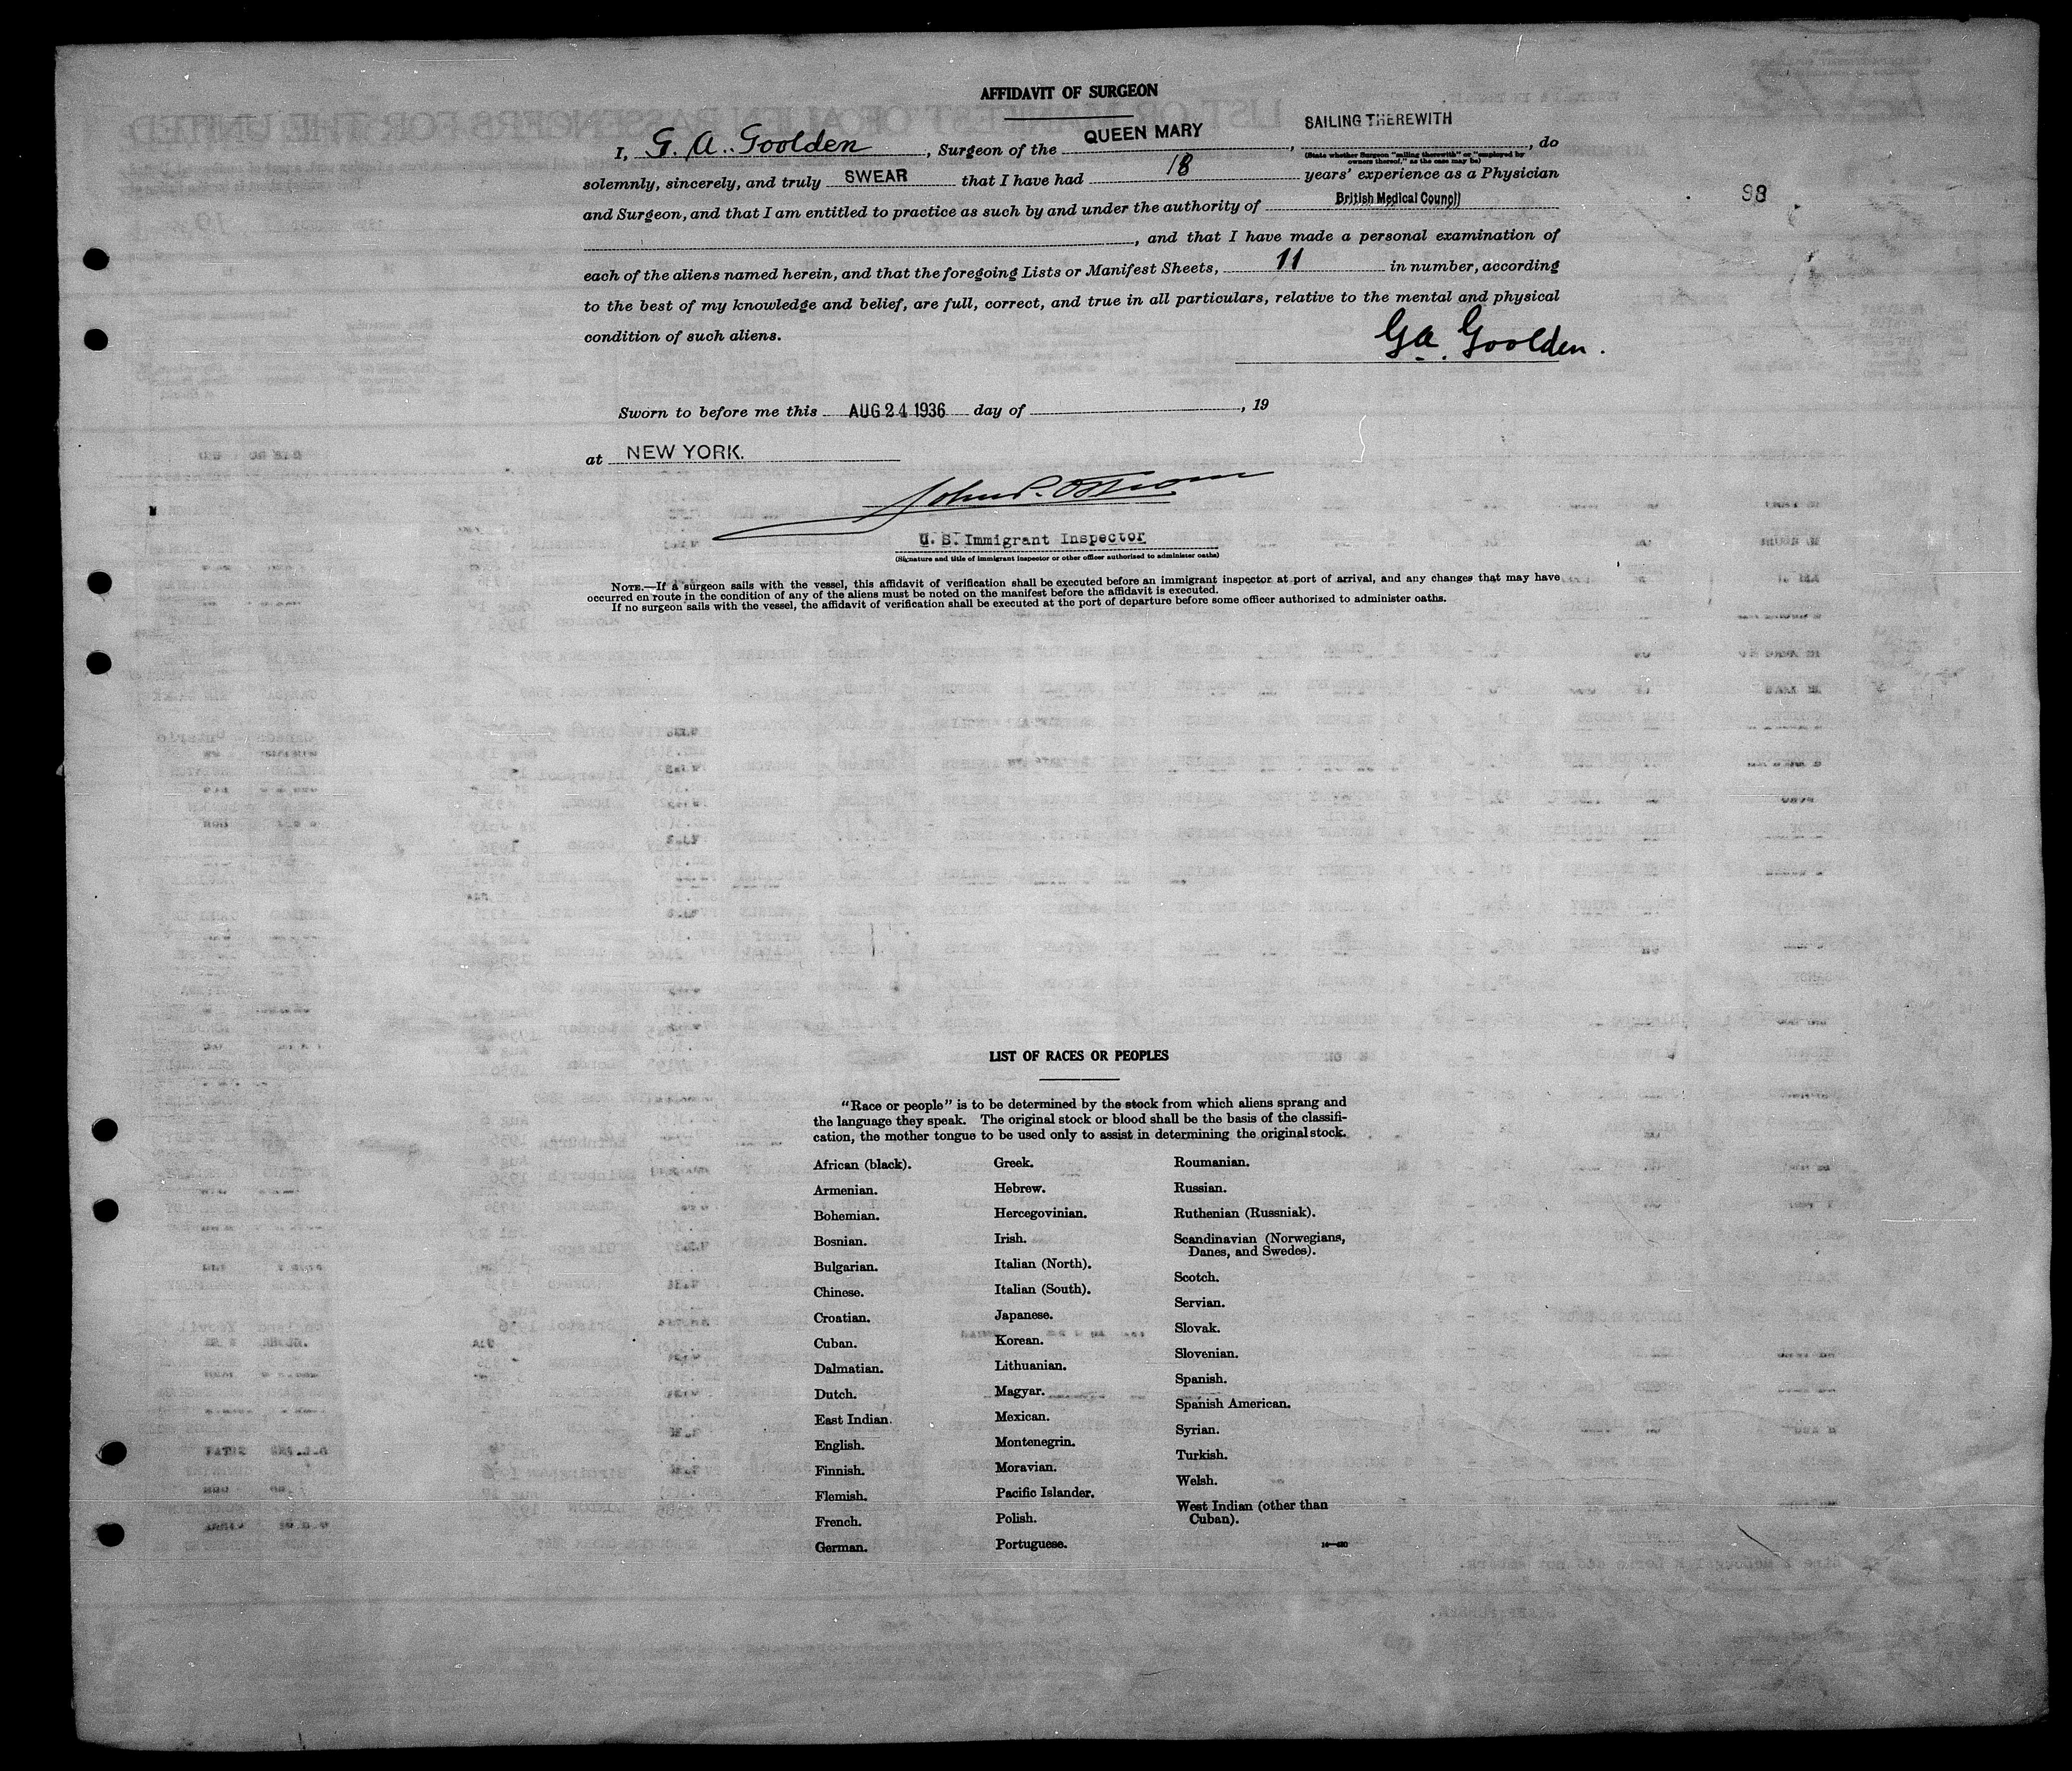 AFFIDAVIT OF SURGEON
I, G. A. Goolden, Surgeon of the QUEEN MARY, SAILING THEREWITH, do
(State whether Surgeon "sailing therewith" or "employed by
owners thereof," as the case may be)
solemnly, sincerely, and truly SWEAR that I have had 18 years' experience as a Physician
and Surgeon, and that I am entitled to practice as such by and under the authority of British Medical Council
98
, and that I have made a personal examination of
each of the aliens named herein, and that the foregoing Lists or Manifest Sheets, 11 in number, according
to the best of my knowledge and belief, are full, correct, and true in all particulars, relative to the mental and physical
condition of such aliens.
G A. Goolden.
Sworn to before me this AUG 24 1936 day of , 19
at NEW YORK.
U. S. Immigrant Inspector
(Signature and title of immigrant inspector or other officer authorized to administer oaths)
NOTE.—If a surgeon sails with the vessel, this affidavit of verification shall be executed before an immigrant inspector at port of arrival, and any changes that may have
occurred en route in the condition of any of the aliens must be noted on the manifest before the affidavit is executed.
If no surgeon sails with the vessel, the affidavit of verification shall be executed at the port of departure before some officer authorized to administer oaths.
LIST OF RACES OR PEOPLES
"Race or people" is to be determined by the stock from which aliens sprang and
the language they speak. The original stock or blood shall be the basis of the classifi-
cation, the mother tongue to be used only to assist in determining the original stock.
African (black).
Armenian.
Bohemian.
Bosnian.
Bulgarian.
Chinese.
Croatian.
Cuban.
Dalmatian.
Dutch.
East Indian.
English.
Finnish.
Flemish.
French.
German.
Greek.
Hebrew.
Hercegovinian.
Irish.
Italian (North).
Italian (South).
Japanese.
Korean.
Lithuanian.
Magyar.
Mexican.
Montenegrin.
Moravian.
Pacific Islander.
Polish.
Portuguese.
Roumanian.
Russian.
Ruthenian (Russniak).
Scandinavian (Norwegians,
Danes, and Swedes).
Scotch.
Servian.
Slovak.
Slovenian.
Spanish.
Spanish American.
Syrian.
Turkish.
Welsh.
West Indian (other than
Cuban).